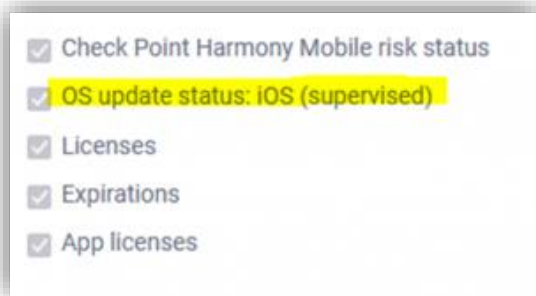 Check Point Harmony Mobile risk status
OS update status: iOS (supervised)
Licenses
Expirations
App licenses